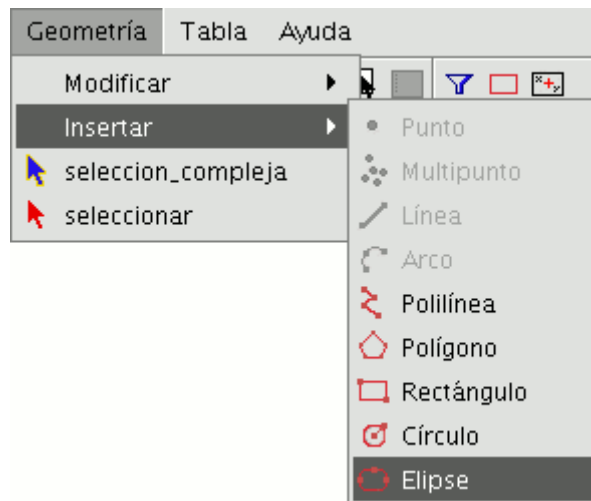 Geometría Tabla Ayuda
Modificar
Insertar
seleccion_compleja
seleccionar
Punto
Multipunto
Línea
Arco
Polilínea
Polígono
Rectángulo
Círculo
Elipse